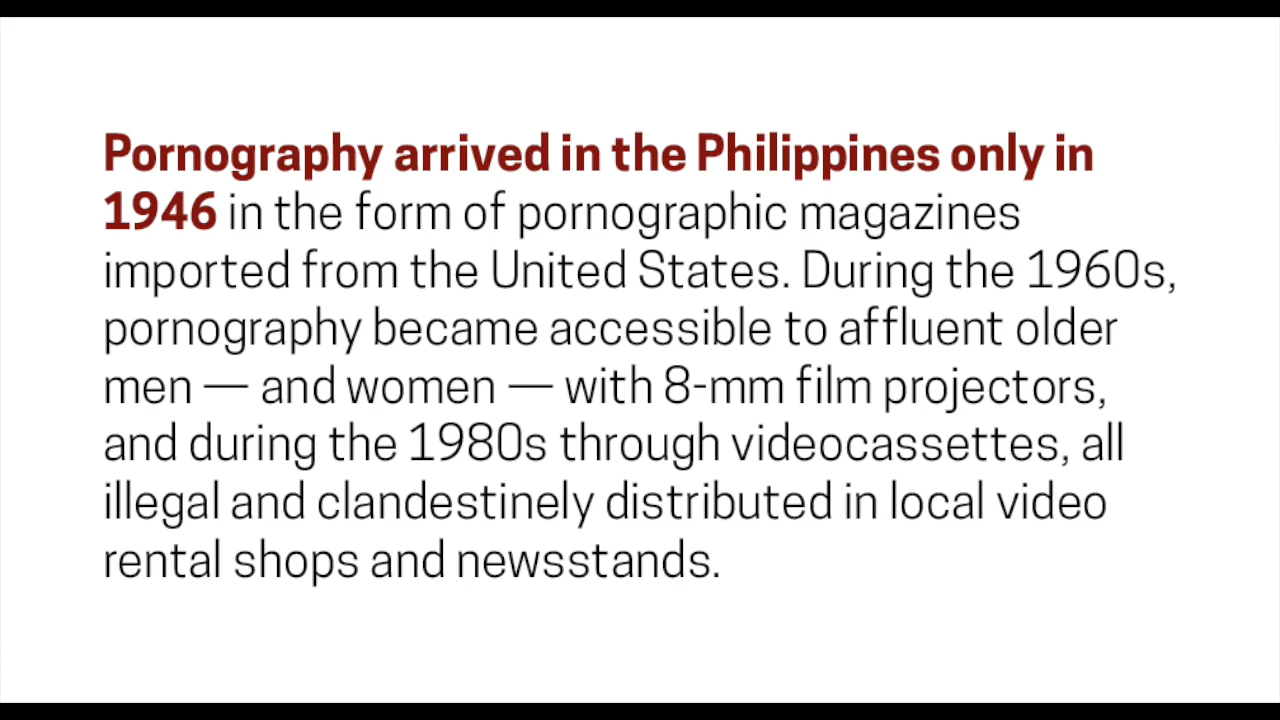 Pornography arrived in the Philippines only in
1946 in the form of pornographic magazines
imported from the United States. During the 1960s,
pornography became accessible to affluent older
men — and women — with 8-mm film projectors,
and during the 1980s through videocassettes, all
illegal and clandestinely distributed in local video
rental shops and newsstands.